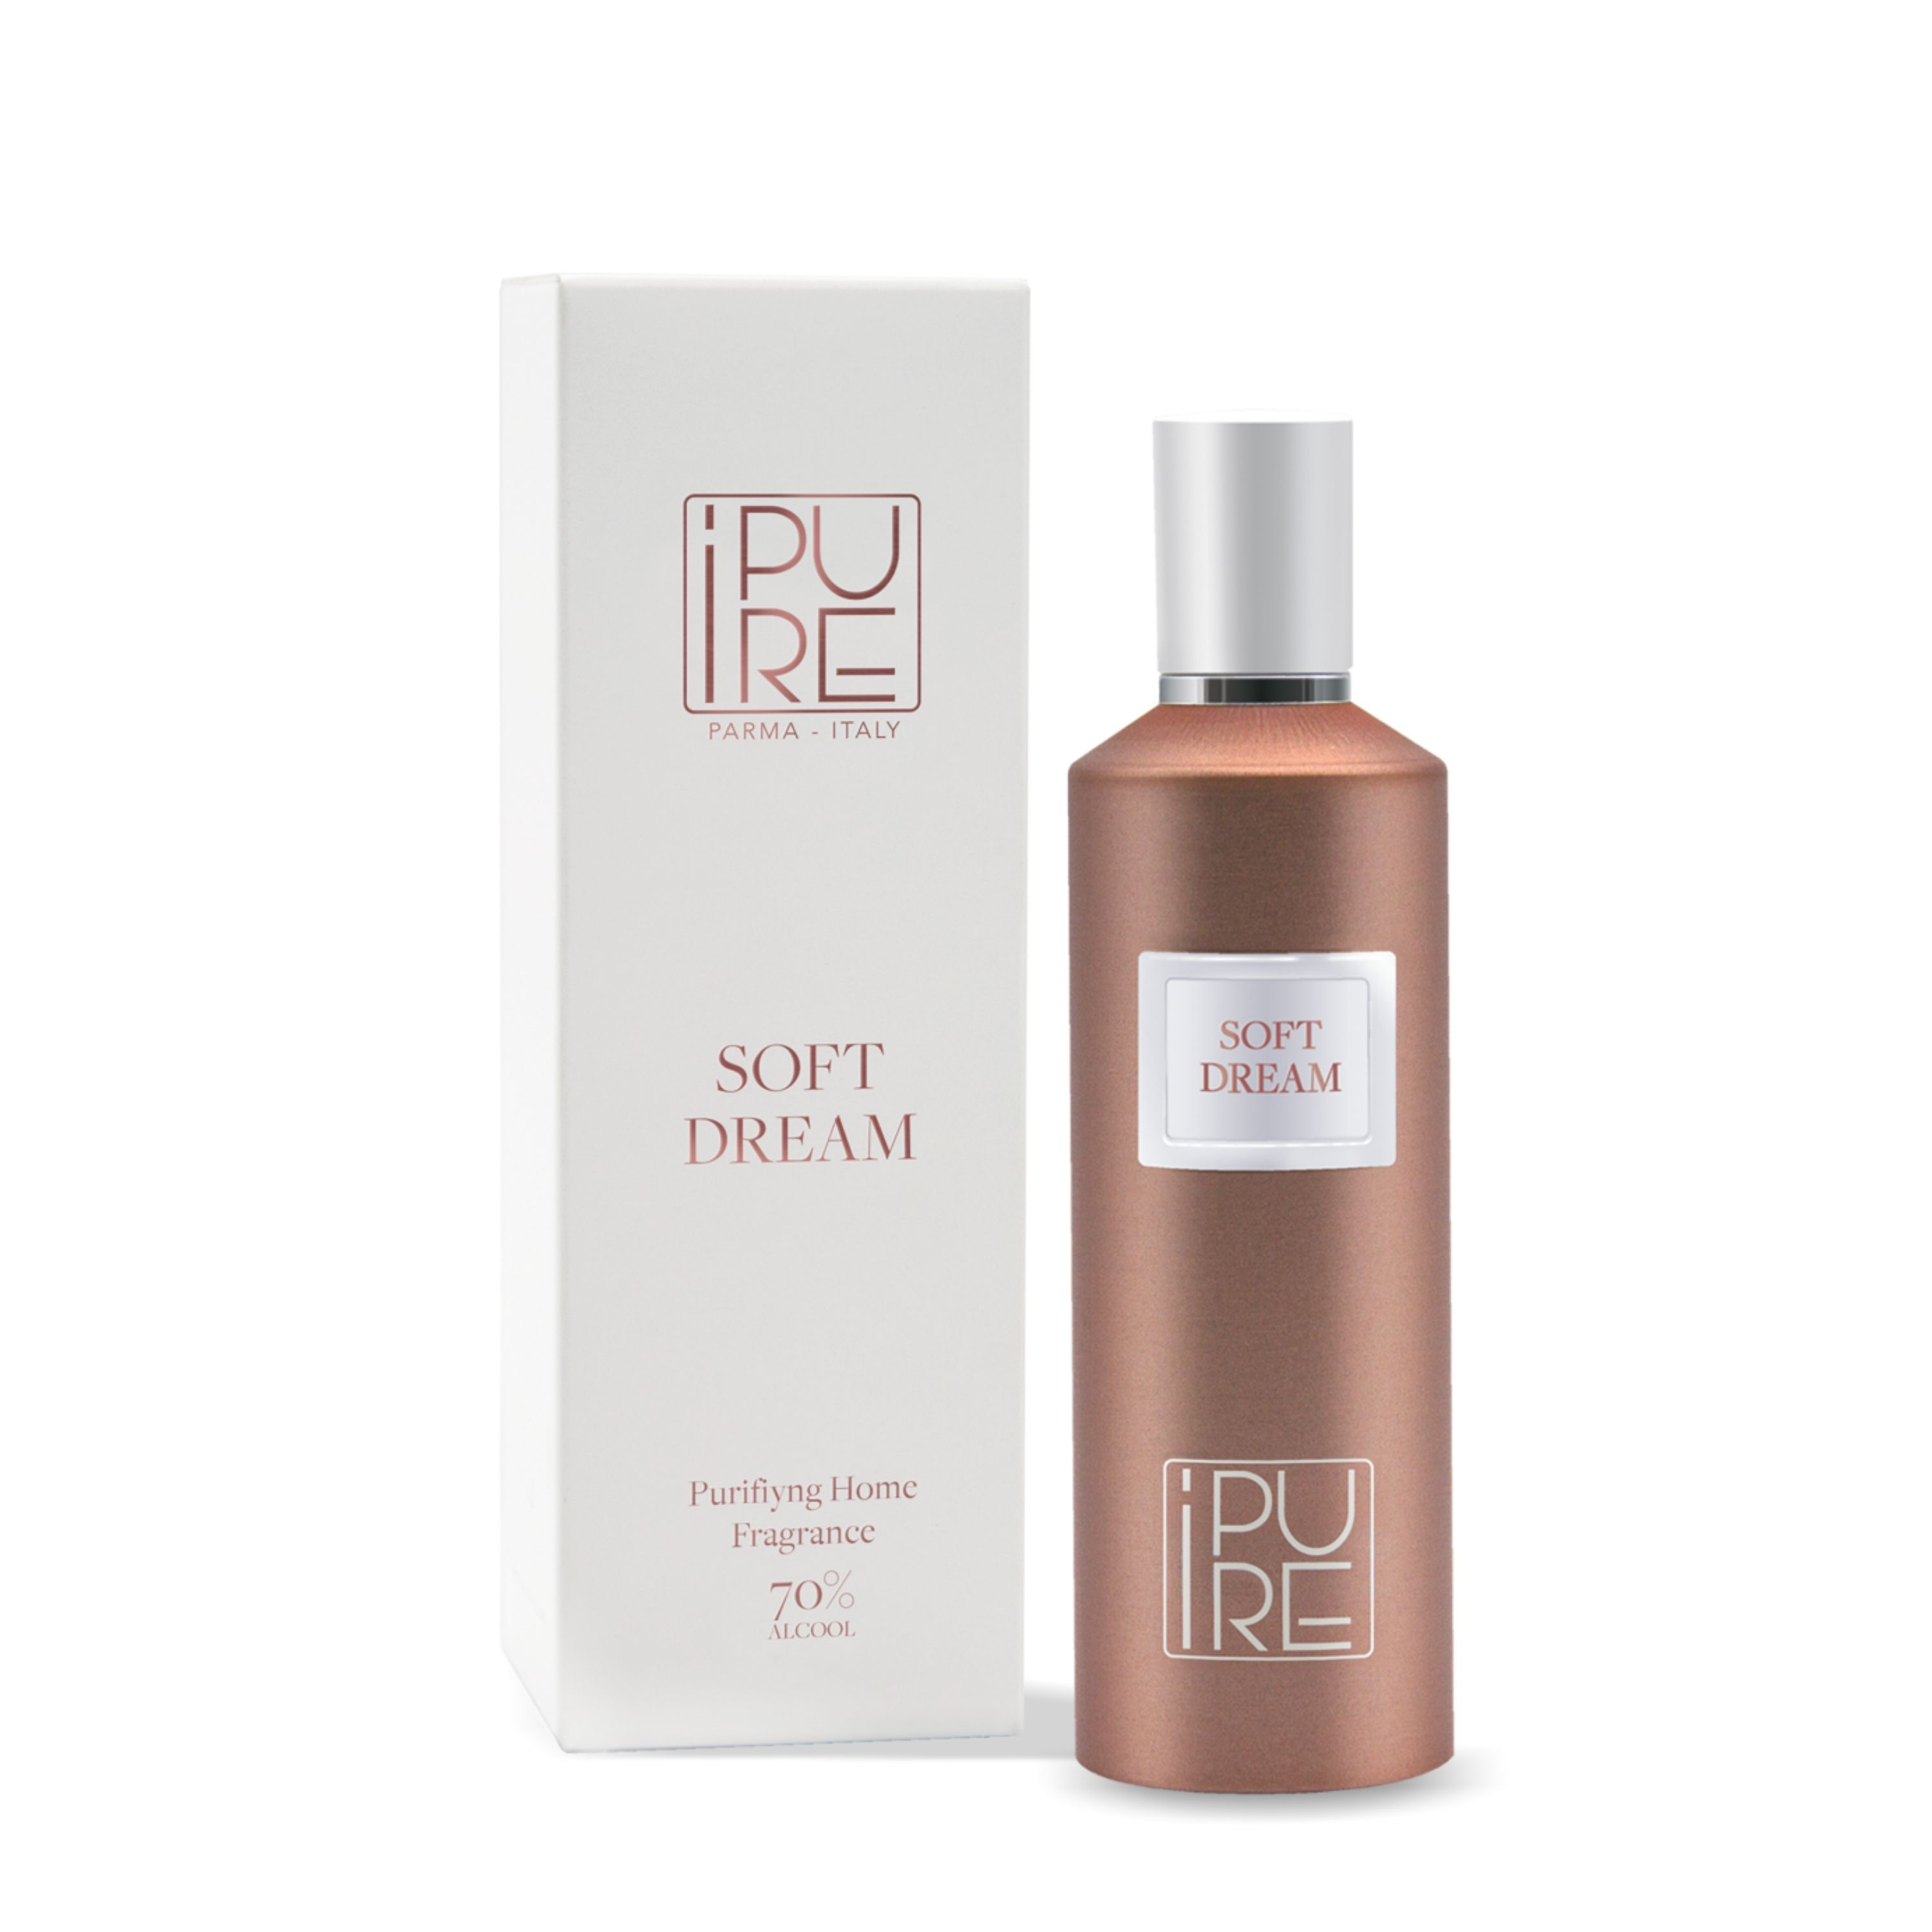 iPURE
PARMA - ITALY
SOFT
DREAM
Purifiyng Home
Fragrance
70%
ALCOOL
SOFT
DREAM
iPURE